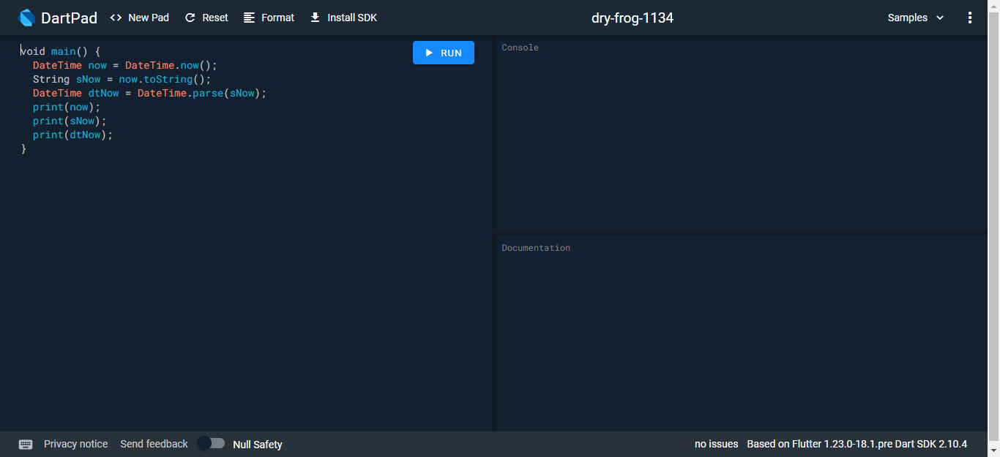 DartPad <> New Pad Reset Format Install SDK dry-frog-1134 Samples
void main() {
  DateTime now = DateTime.now();
  String sNow = now.toString();
  DateTime dtNow = DateTime.parse(sNow);
  print(now);
  print(sNow);
  print(dtNow);
}
RUN
Console
Documentation
Privacy notice Send feedback Null Safety no issues Based on Flutter 1.23.0-18.1.pre Dart SDK 2.10.4